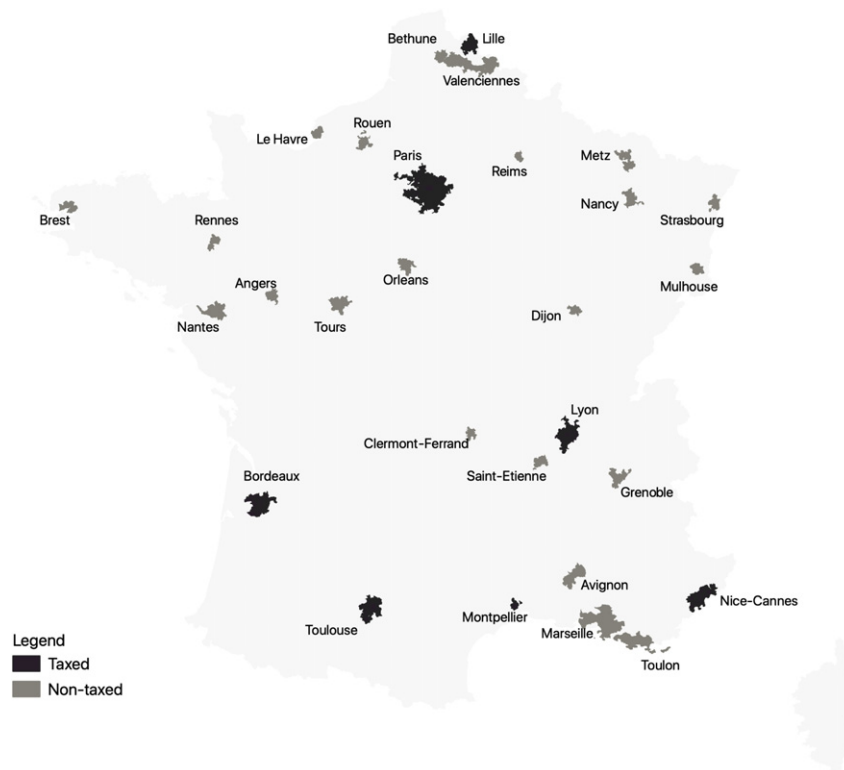 Bethune
Lille
Valenciennes
Rouen
Le Havre
Paris
Reims
Metz
Nancy
Strasbourg
Brest
Rennes
Orleans
Angers
Mulhouse
Nantes
Tours
Dijon
Lyon
Clermont-Ferrand
Saint-Etienne
Bordeaux
Grenoble
Avignon
Nice-Cannes
Montpellier
Toulouse
Marseille
Toulon
Legend
Taxed
Non-taxed